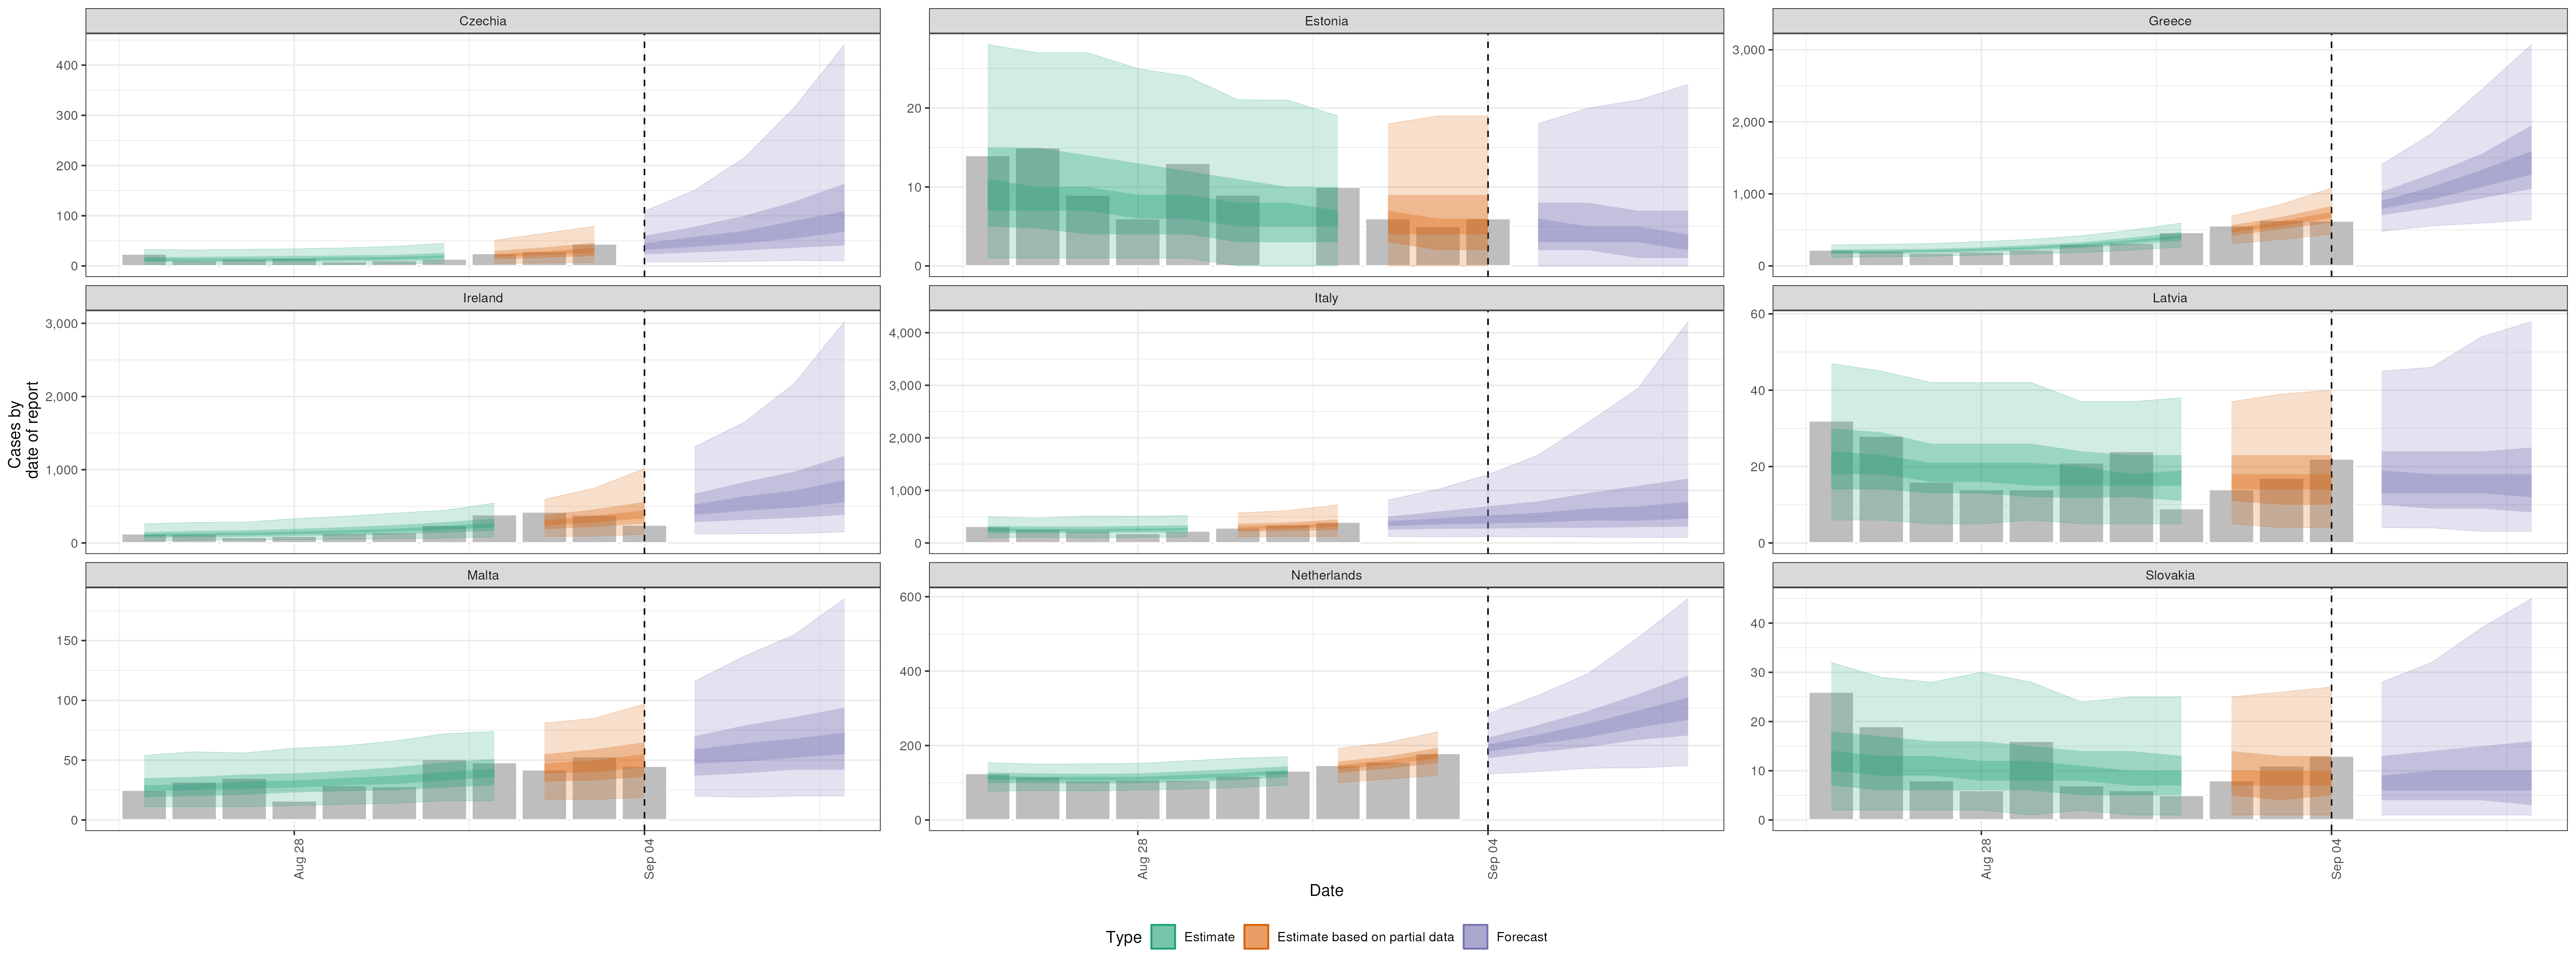 Czechia
Estonia
Greece
400
300
200
100
0
20
10
0
3,000
2,000
1,000
0
Ireland
Italy
Latvia
3,000
2,000
1,000
0
4,000
3,000
2,000
1,000
0
60
40
20
0
Cases by
date of report
Malta
Netherlands
Slovakia
150
100
50
0
600
400
200
0
40
30
20
10
0
Aug 28
Sep 04
Aug 28
Sep 04
Aug 28
Sep 04
Date
Type Estimate Estimate based on partial data Forecast